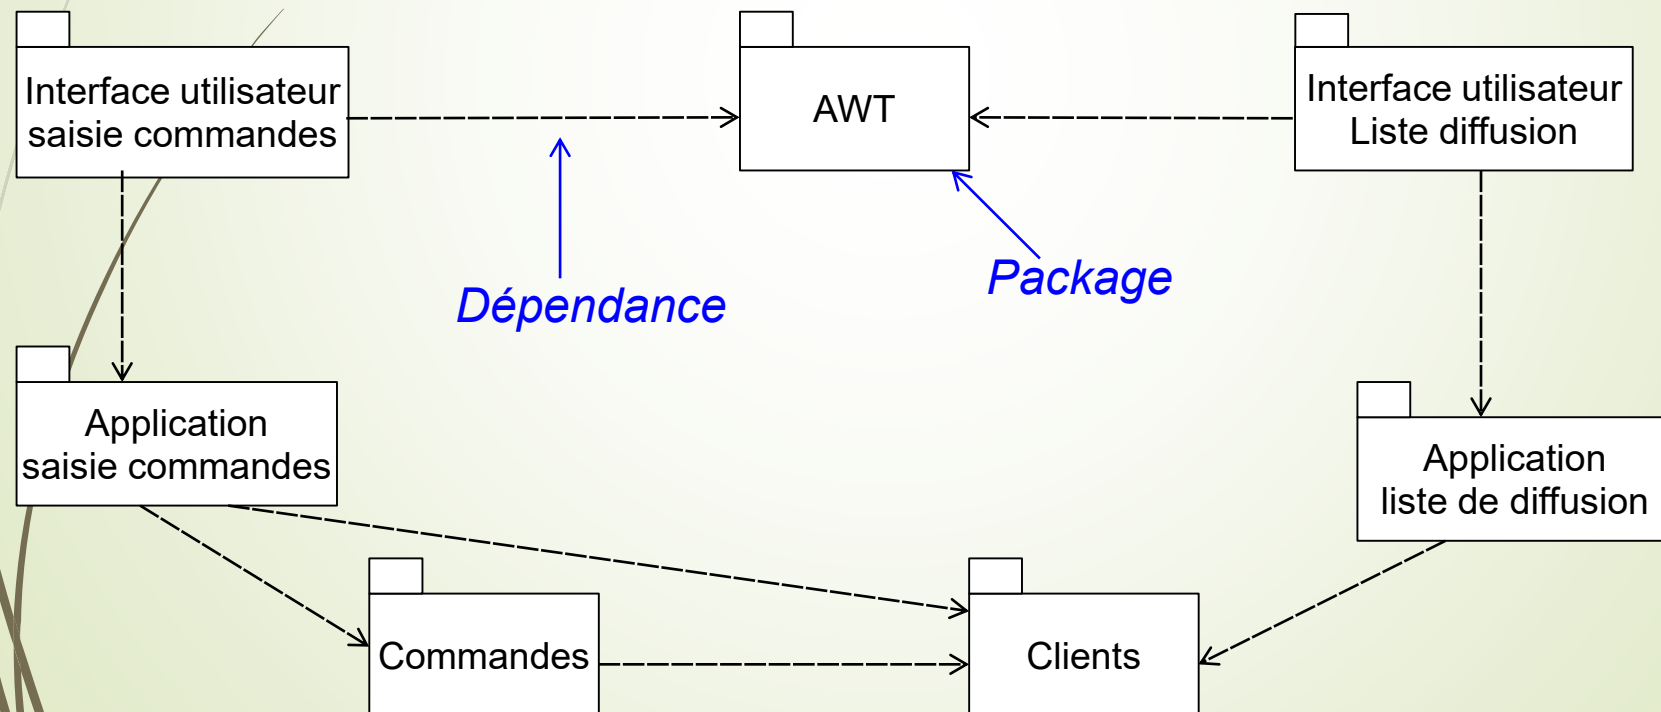 Interface utilisateur
saisie commandes
AWT
Interface utilisateur
Liste diffusion
Dépendance
Package
Application
saisie commandes
Application
liste de diffusion
Commandes
Clients